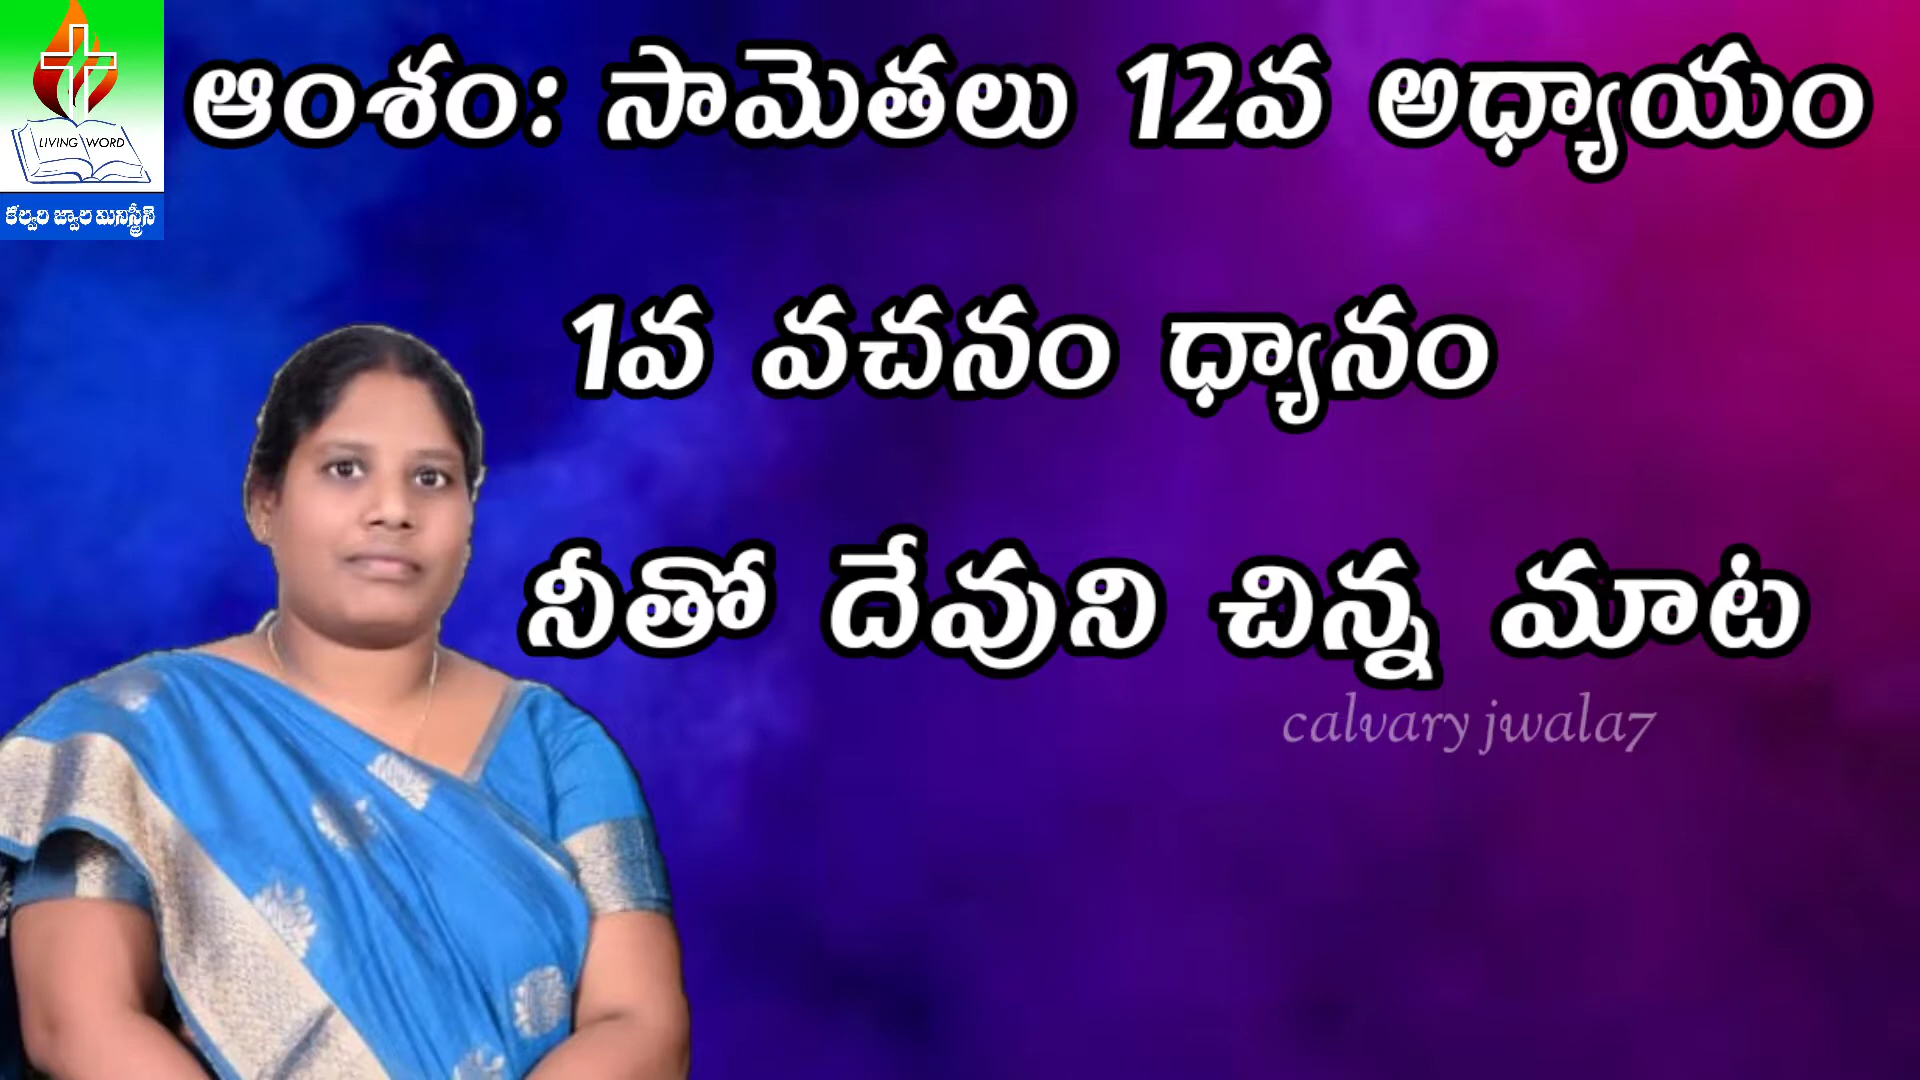 ఆంశం: సామెతలు 12వ అధ్యాయం
LIVING WORD
కల్వరి జ్వాల మినిస్ట్రీస్
1వ వచనం ధ్యానం
నీతో దేవుని చిన్న మాట
calvary jwala7